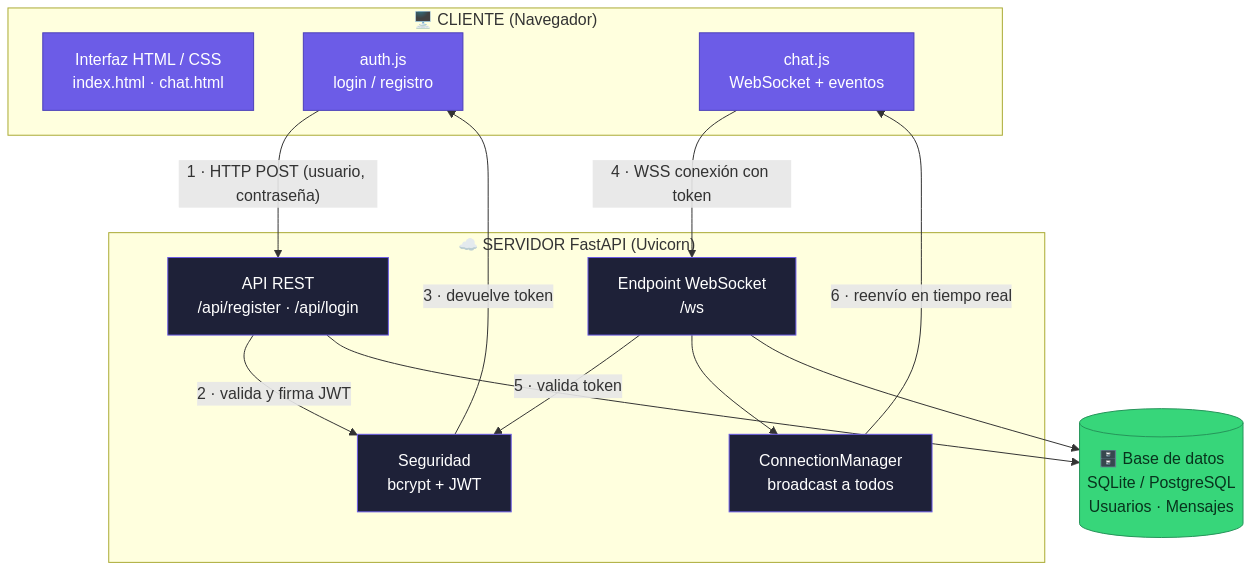 🖥️ CLIENTE (Navegador)
Interfaz HTML / CSS
index.html · chat.html
auth.js
login / registro
chat.js
WebSocket + eventos
1 · HTTP POST (usuario,
contraseña)
4 · WSS conexión con
token
☁️ SERVIDOR FastAPI (Uvicorn)
API REST
/api/register · /api/login
3 · devuelve token
Endpoint WebSocket
/ws
6 · reenvío en tiempo real
2 · valida y firma JWT
5 · valida token
Seguridad
bcrypt + JWT
ConnectionManager
broadcast a todos
🗄️ Base de datos
SQLite / PostgreSQL
Usuarios · Mensajes